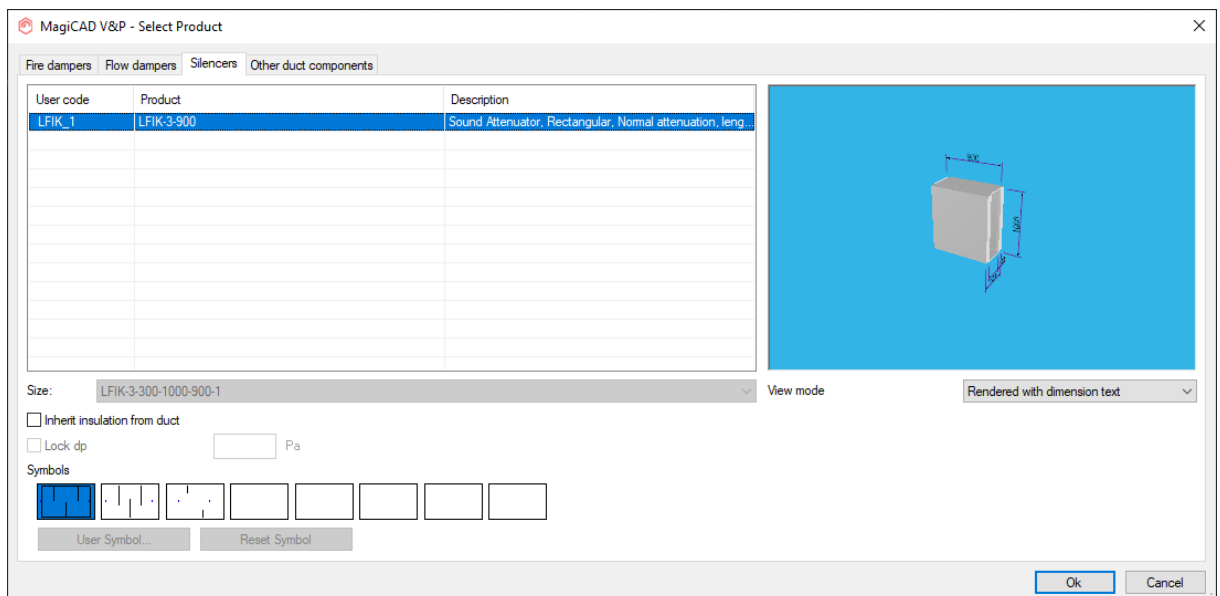 MagiCAD V&P - Select Product
Fire dampers Flow dampers Silencers Other duct components
User code Product Description
LFIK_1 LFIK-3-900 Sound Attenuator, Rectangular, Normal attenuation, leng...
900
1000
Size: LFIK-3-300-1000-900-1
View mode Rendered with dimension text
Inherit insulation from duct
Lock dp Pa
Symbols
User Symbol... Reset Symbol
Ok Cancel